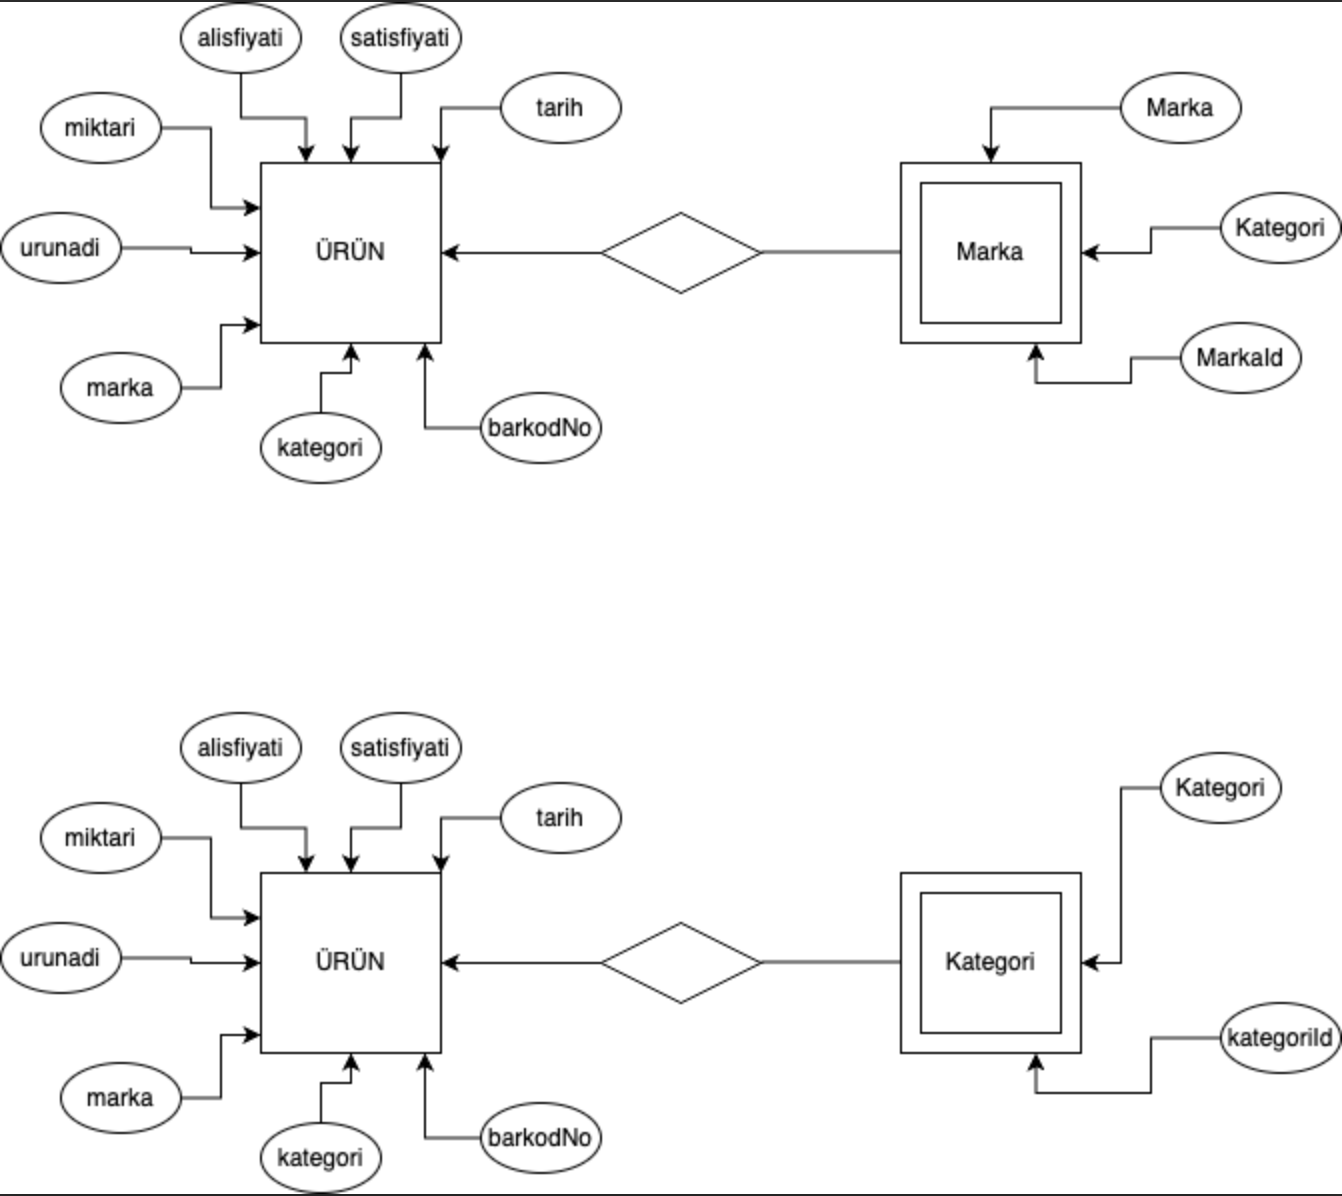 alisfiyati
satisfiyati
tarih
Marka
miktari
Kategori
urunadi
ÜRÜN
Marka
MarkaId
marka
barkodNo
kategori
alisfiyati
satisfiyati
Kategori
tarih
miktari
urunadi
ÜRÜN
Kategori
kategoriId
marka
barkodNo
kategori